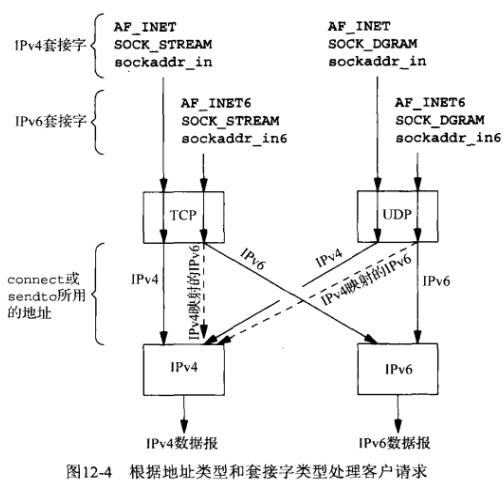 IPv4套接字
AF_INET
SOCK_STREAM
sockaddr_in
AF_INET
SOCK_DGRAM
sockaddr_in
IPv6套接字
AF_INET6
SOCK_STREAM
sockaddr_in6
AF_INET6
SOCK_DGRAM
sockaddr_in6
TCP
UDP
connect或
sendto所用
的地址
IPv4
IPv4映射的IPv6
IPv6
IPv4
IPv4映射的IPv6
IPv6
IPv4
IPv6
IPv4数据报
IPv6数据报
图12-4 根据地址类型和套接字类型处理客户请求